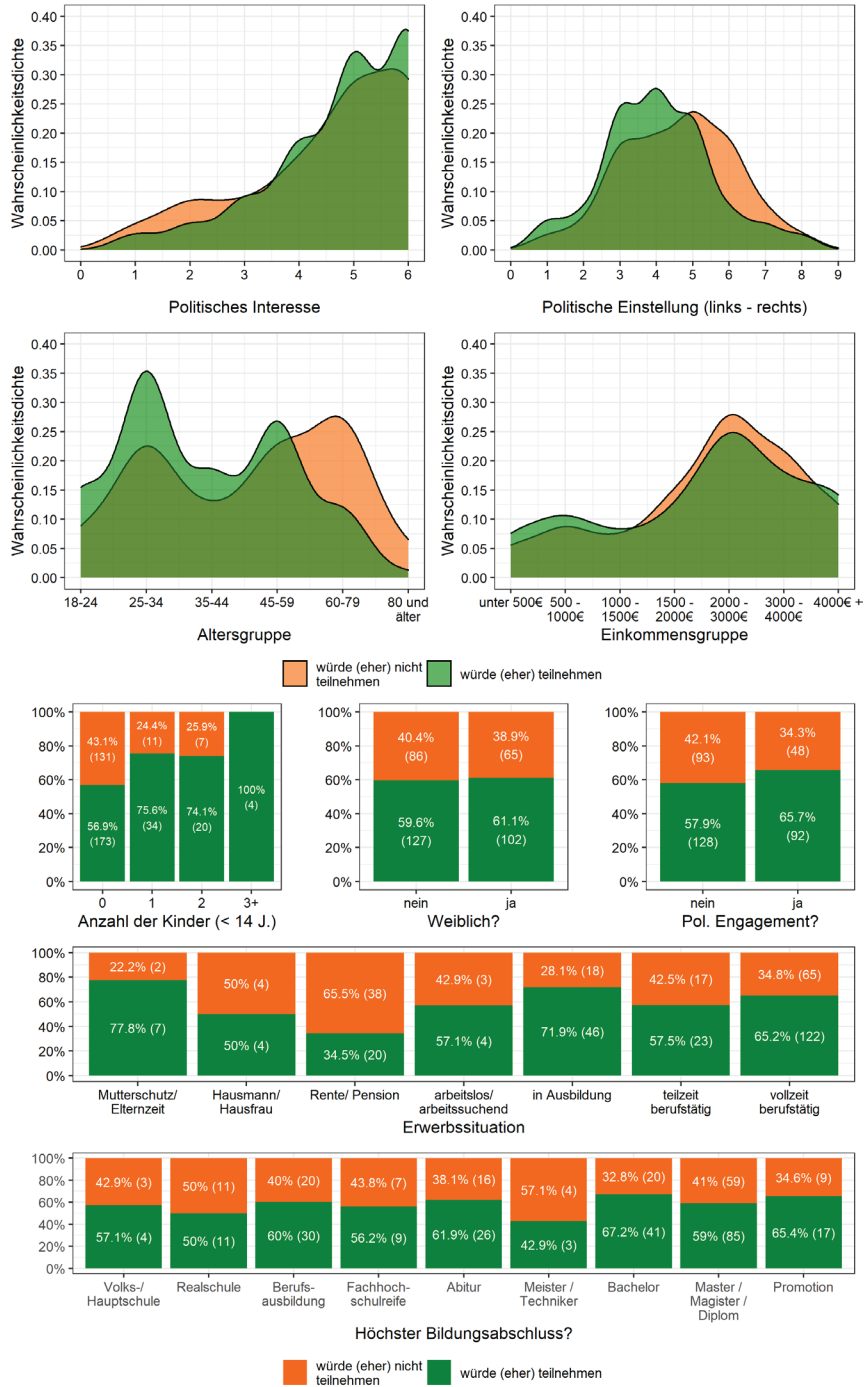 0.40
0.35
0.30
0.25
0.20
0.15
0.10
0.05
0.00
Wahrscheinlichkeitsdichte
0 1 2 3 4 5 6
Politisches Interesse
0.40
0.35
0.30
0.25
0.20
0.15
0.10
0.05
0.00
Wahrscheinlichkeitsdichte
0 1 2 3 4 5 6 7 8 9
Politische Einstellung (links - rechts)
0.40
0.35
0.30
0.25
0.20
0.15
0.10
0.05
0.00
Wahrscheinlichkeitsdichte
18-24 25-34 35-44 45-59 60-79 80 und
älter
Altersgruppe
0.40
0.35
0.30
0.25
0.20
0.15
0.10
0.05
0.00
Wahrscheinlichkeitsdichte
unter 500€ 500 - 1000 - 1500 - 2000 - 3000 - 4000€ +
1000€ 1500€ 2000€ 3000€ 4000€
Einkommensgruppe
würde (eher) nicht
teilnehmen
würde (eher) teilnehmen
100%
80%
60%
40%
20%
0%
43.1%
(131)
24.4%
(11)
25.9%
(7)
56.9%
(173)
75.6%
(34)
74.1%
(20)
100%
(4)
0 1 2 3+
Anzahl der Kinder (< 14 J.)
100%
80%
60%
40%
20%
0%
40.4%
(86)
38.9%
(65)
59.6%
(127)
61.1%
(102)
nein ja
Weiblich?
100%
80%
60%
40%
20%
0%
42.1%
(93)
34.3%
(48)
57.9%
(128)
65.7%
(92)
nein ja
Pol. Engagement?
100%
80%
60%
40%
20%
0%
22.2% (2) 50% (4) 65.5% (38) 42.9% (3) 28.1% (18) 42.5% (17) 34.8% (65)
77.8% (7) 50% (4) 34.5% (20) 57.1% (4) 71.9% (46) 57.5% (23) 65.2% (122)
Mutterschutz/ Hausmann/ Rente/ Pension arbeitslos/ in Ausbildung teilzeit vollzeit
Elternzeit Hausfrau arbeitssuchend berufstätig berufstätig
Erwerbssituation
100%
80%
60%
40%
20%
0%
42.9% (3) 50% (11) 40% (20) 43.8% (7) 38.1% (16) 57.1% (4) 32.8% (20) 41% (59) 34.6% (9)
57.1% (4) 50% (11) 60% (30) 56.2% (9) 61.9% (26) 42.9% (3) 67.2% (41) 59% (85) 65.4% (17)
Volks-/ Realschule Berufs- Fachhoch- Abitur Meister / Bachelor Master / Promotion
Hauptschule ausbildung schulreife Techniker Magister /
Diplom
Höchster Bildungsabschluss?
würde (eher) nicht
teilnehmen
würde (eher) teilnehmen